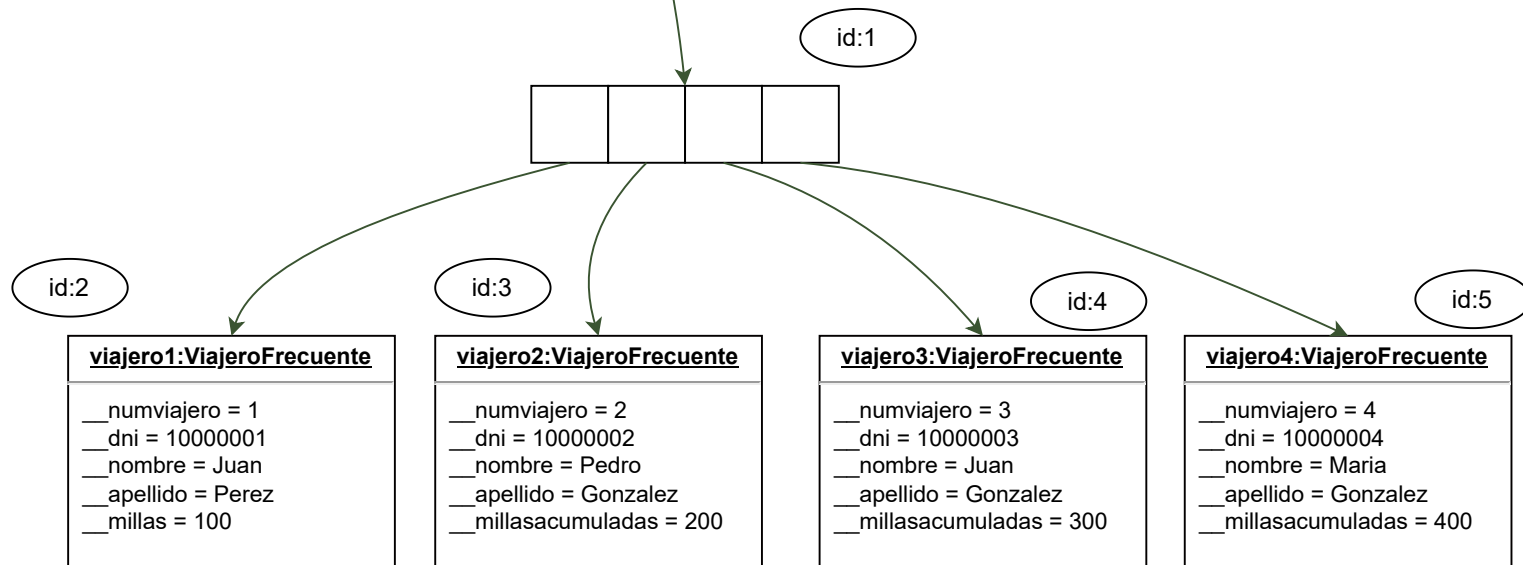 id:1
id:2
id:3
id:4
id:5
viajero1:ViajeroFrecuente
__numviajero = 1
__dni = 10000001
__nombre = Juan
__apellido = Perez
__millas = 100
viajero2:ViajeroFrecuente
__numviajero = 2
__dni = 10000002
__nombre = Pedro
__apellido = Gonzalez
__millasacumuladas = 200
viajero3:ViajeroFrecuente
__numviajero = 3
__dni = 10000003
__nombre = Juan
__apellido = Gonzalez
__millasacumuladas = 300
viajero4:ViajeroFrecuente
__numviajero = 4
__dni = 10000004
__nombre = Maria
__apellido = Gonzalez
__millasacumuladas = 400